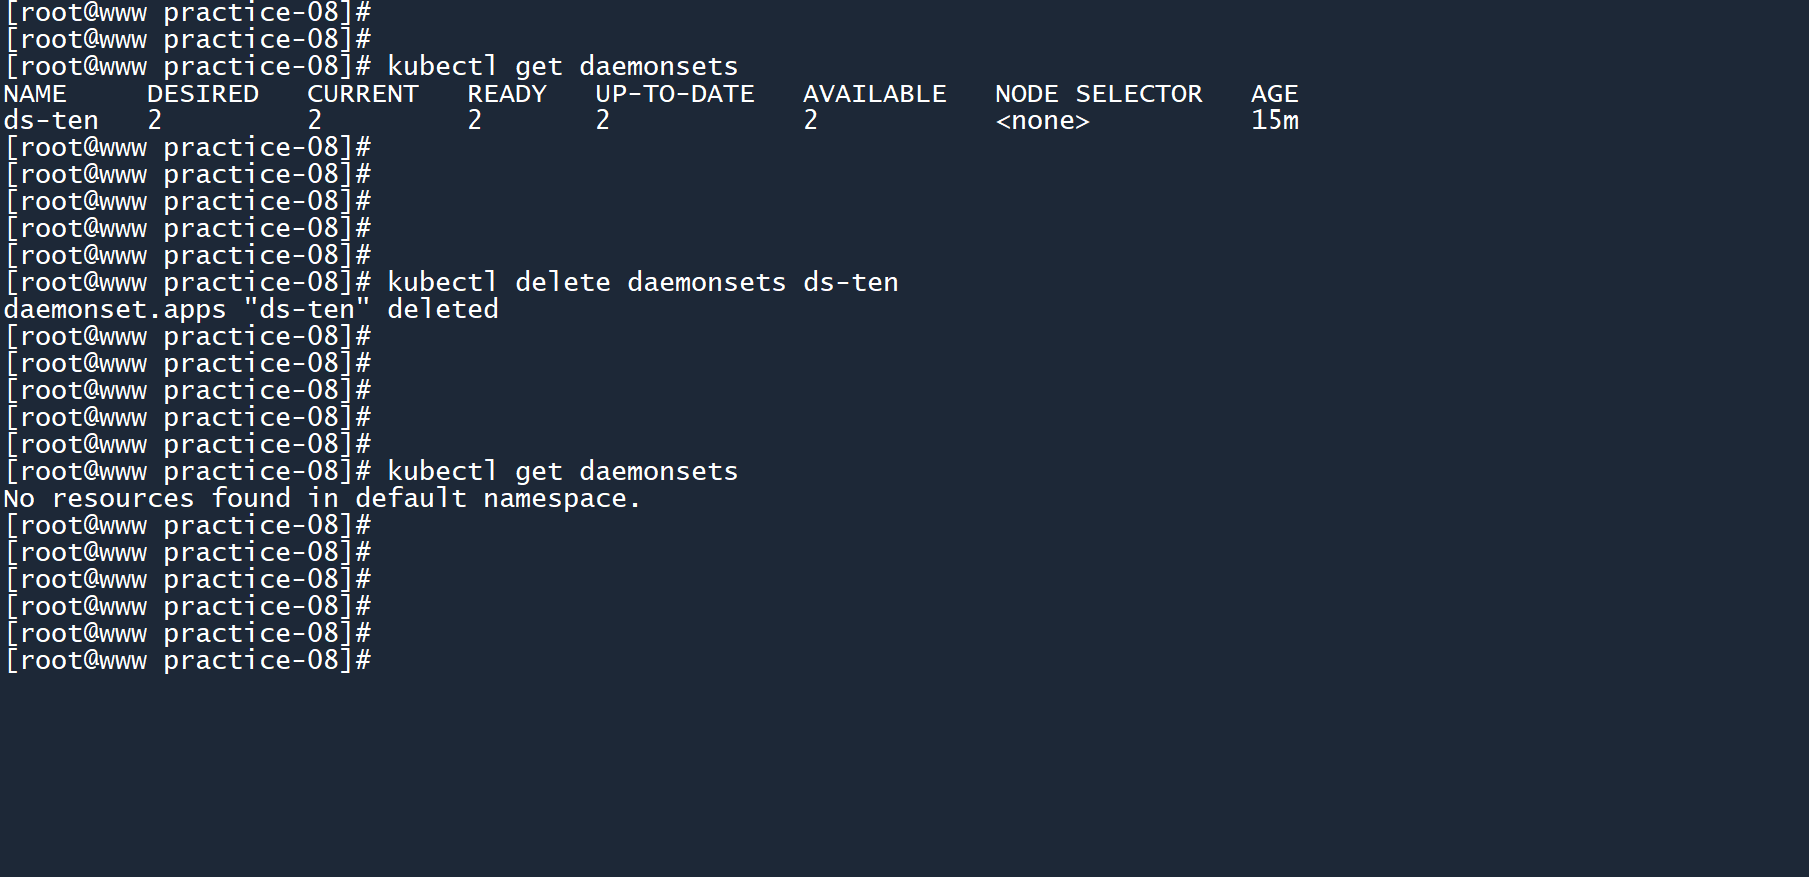 [root@www practice-08]#
[root@www practice-08]#
[root@www practice-08]# kubectl get daemonsets
NAME     DESIRED   CURRENT   READY   UP-TO-DATE   AVAILABLE   NODE SELECTOR   AGE
ds-ten   2         2         2       2            2           <none>          15m
[root@www practice-08]#
[root@www practice-08]#
[root@www practice-08]#
[root@www practice-08]#
[root@www practice-08]#
[root@www practice-08]# kubectl delete daemonsets ds-ten
daemonset.apps "ds-ten" deleted
[root@www practice-08]#
[root@www practice-08]#
[root@www practice-08]#
[root@www practice-08]#
[root@www practice-08]#
[root@www practice-08]# kubectl get daemonsets
No resources found in default namespace.
[root@www practice-08]#
[root@www practice-08]#
[root@www practice-08]#
[root@www practice-08]#
[root@www practice-08]#
[root@www practice-08]#